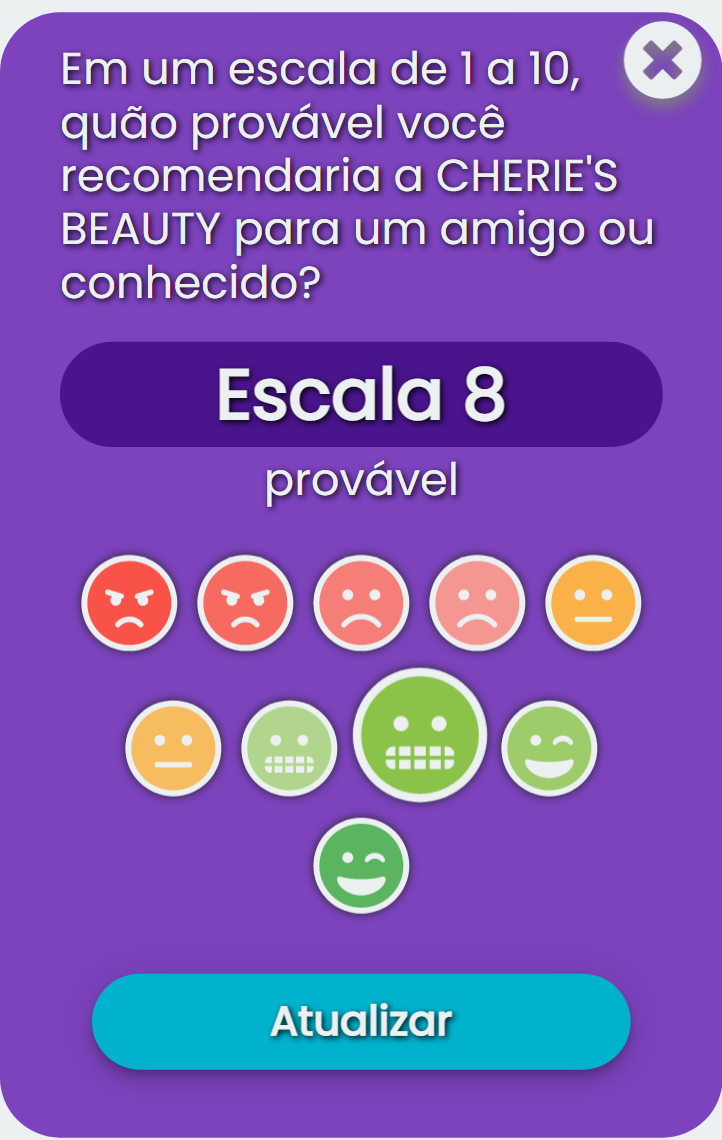 Em um escala de 1 a 10,
quão provável você
recomendaria a CHERIE'S
BEAUTY para um amigo ou
conhecido?
Escala 8
provável
Atualizar